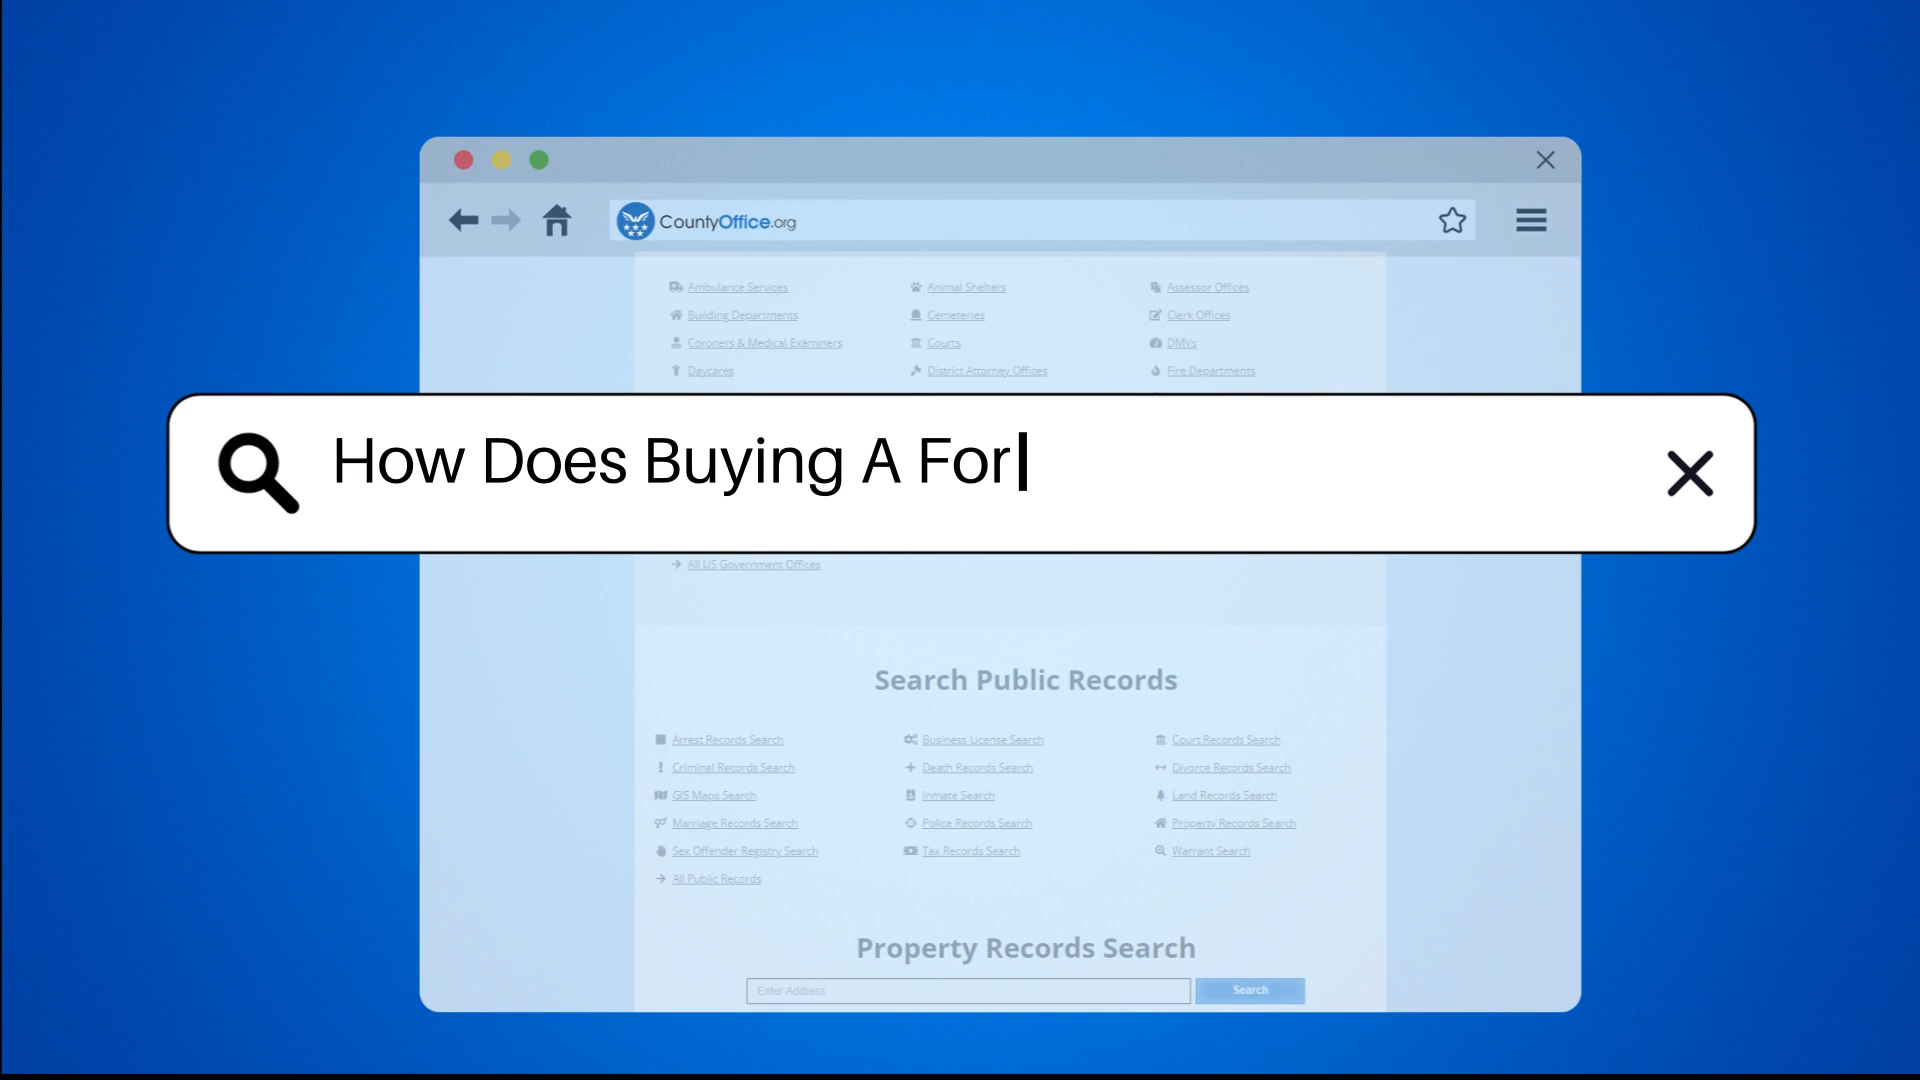 CountyOffice.org
Ambulance Services Animal Shelters Assessor Offices
Building Departments Cemeteries Clerk Offices
Coroners & Medical Examiners Courts DMVs
Daycares District Attorney Offices Fire Departments
How Does Buying A For
All US Government Offices
Search Public Records
Arrest Records Search Business License Search Court Records Search
Criminal Records Search Death Records Search Divorce Records Search
GIS Maps Search Inmate Search Land Records Search
Marriage Records Search Police Records Search Property Records Search
Sex Offender Registry Search Tax Records Search Warrant Search
All Public Records
Property Records Search
Enter Address Search